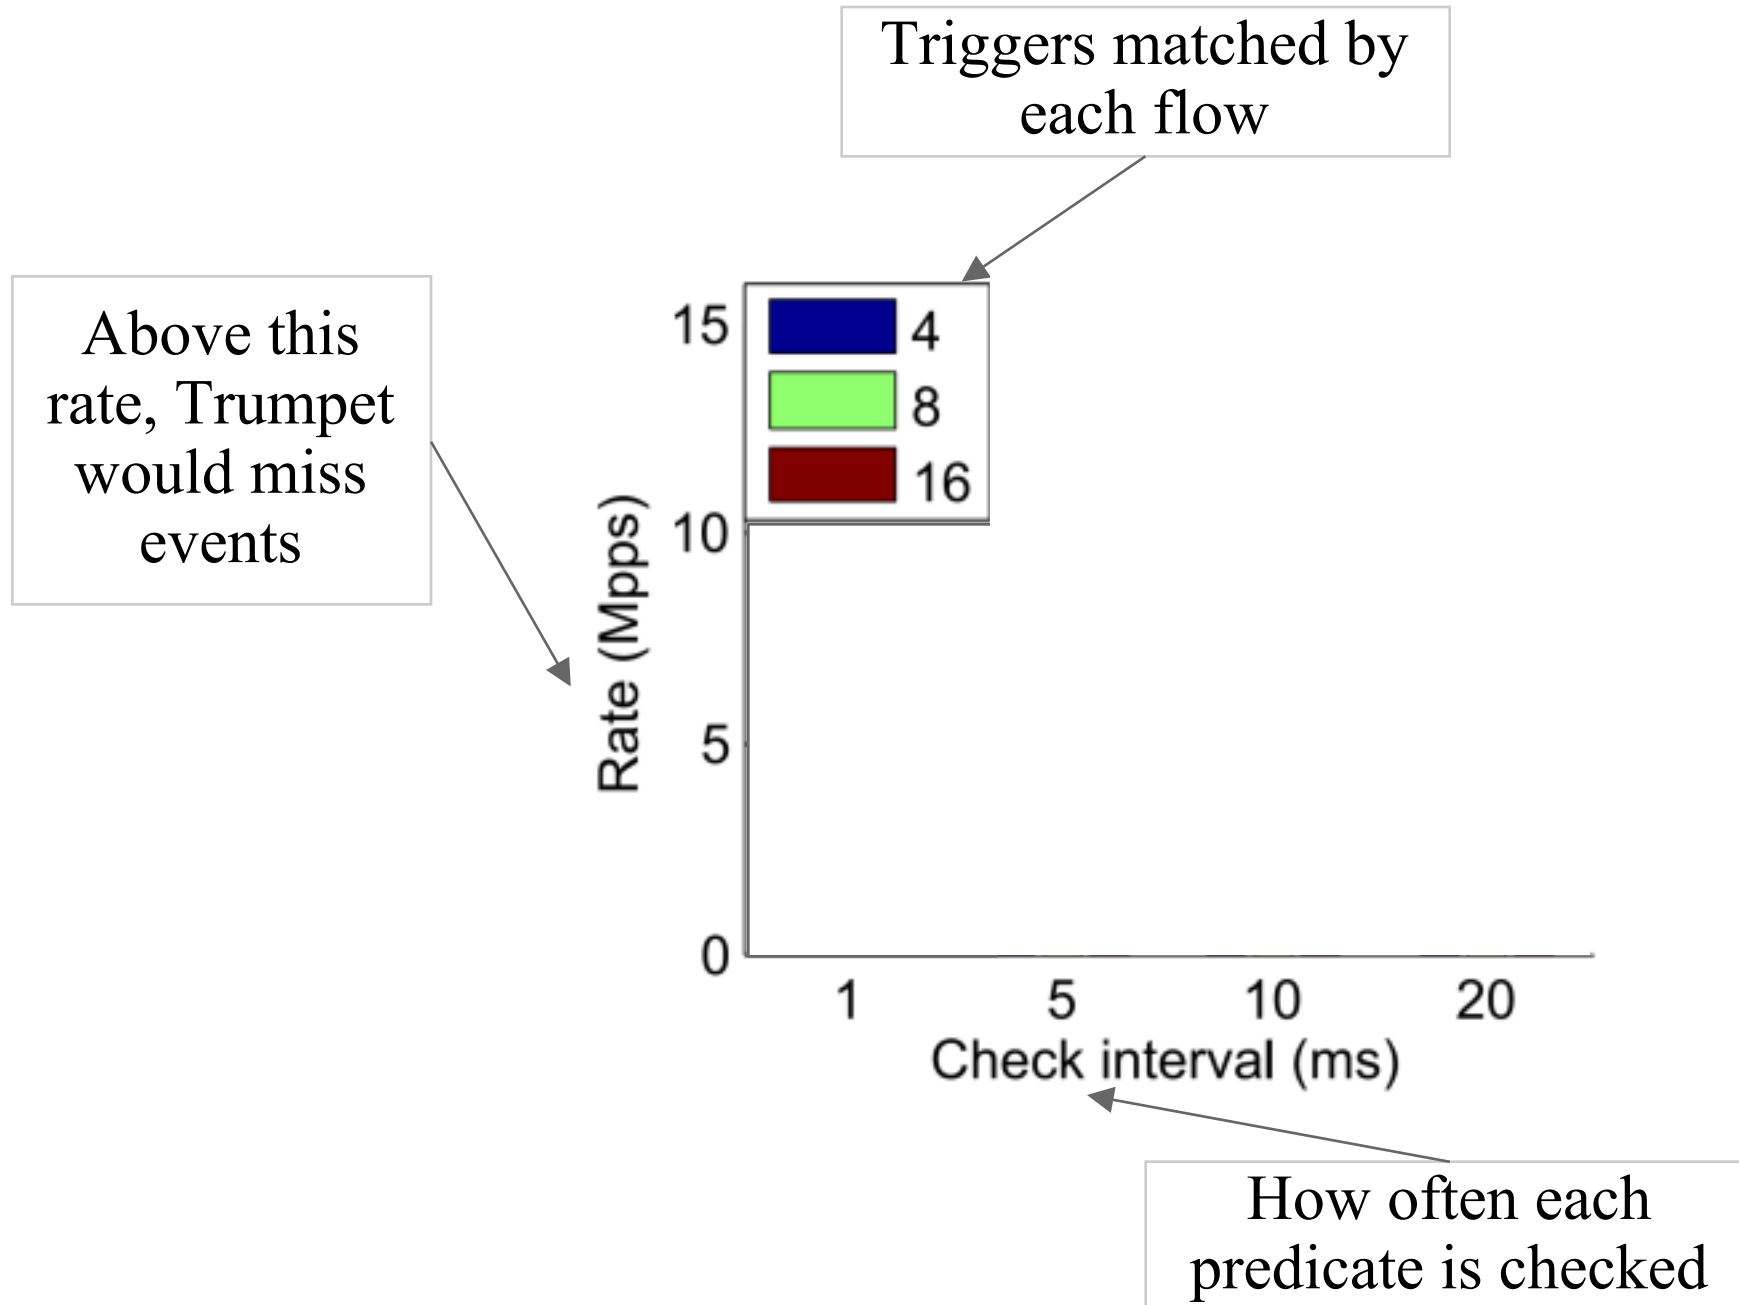 Triggers matched by
each flow
Above this
rate, Trumpet
would miss
events
15
10
5
0
Rate (Mpps)
4
8
16
1 5 10 20
Check interval (ms)
How often each
predicate is checked